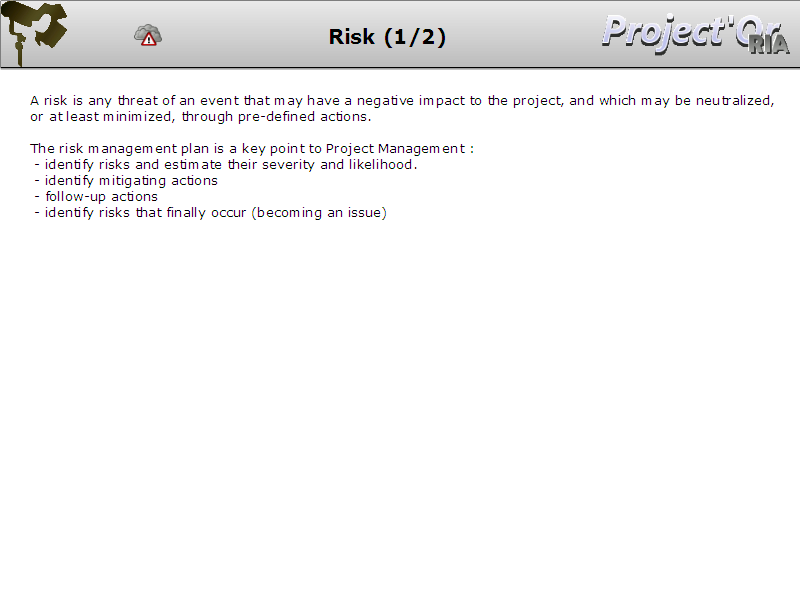 Risk (1/2)
Project'Or
RIA
A risk is any threat of an event that may have a negative impact to the project, and which may be neutralized,
or at least minimized, through pre-defined actions.
The risk management plan is a key point to Project Management :
- identify risks and estimate their severity and likelihood.
- identify mitigating actions
- follow-up actions
- identify risks that finally occur (becoming an issue)